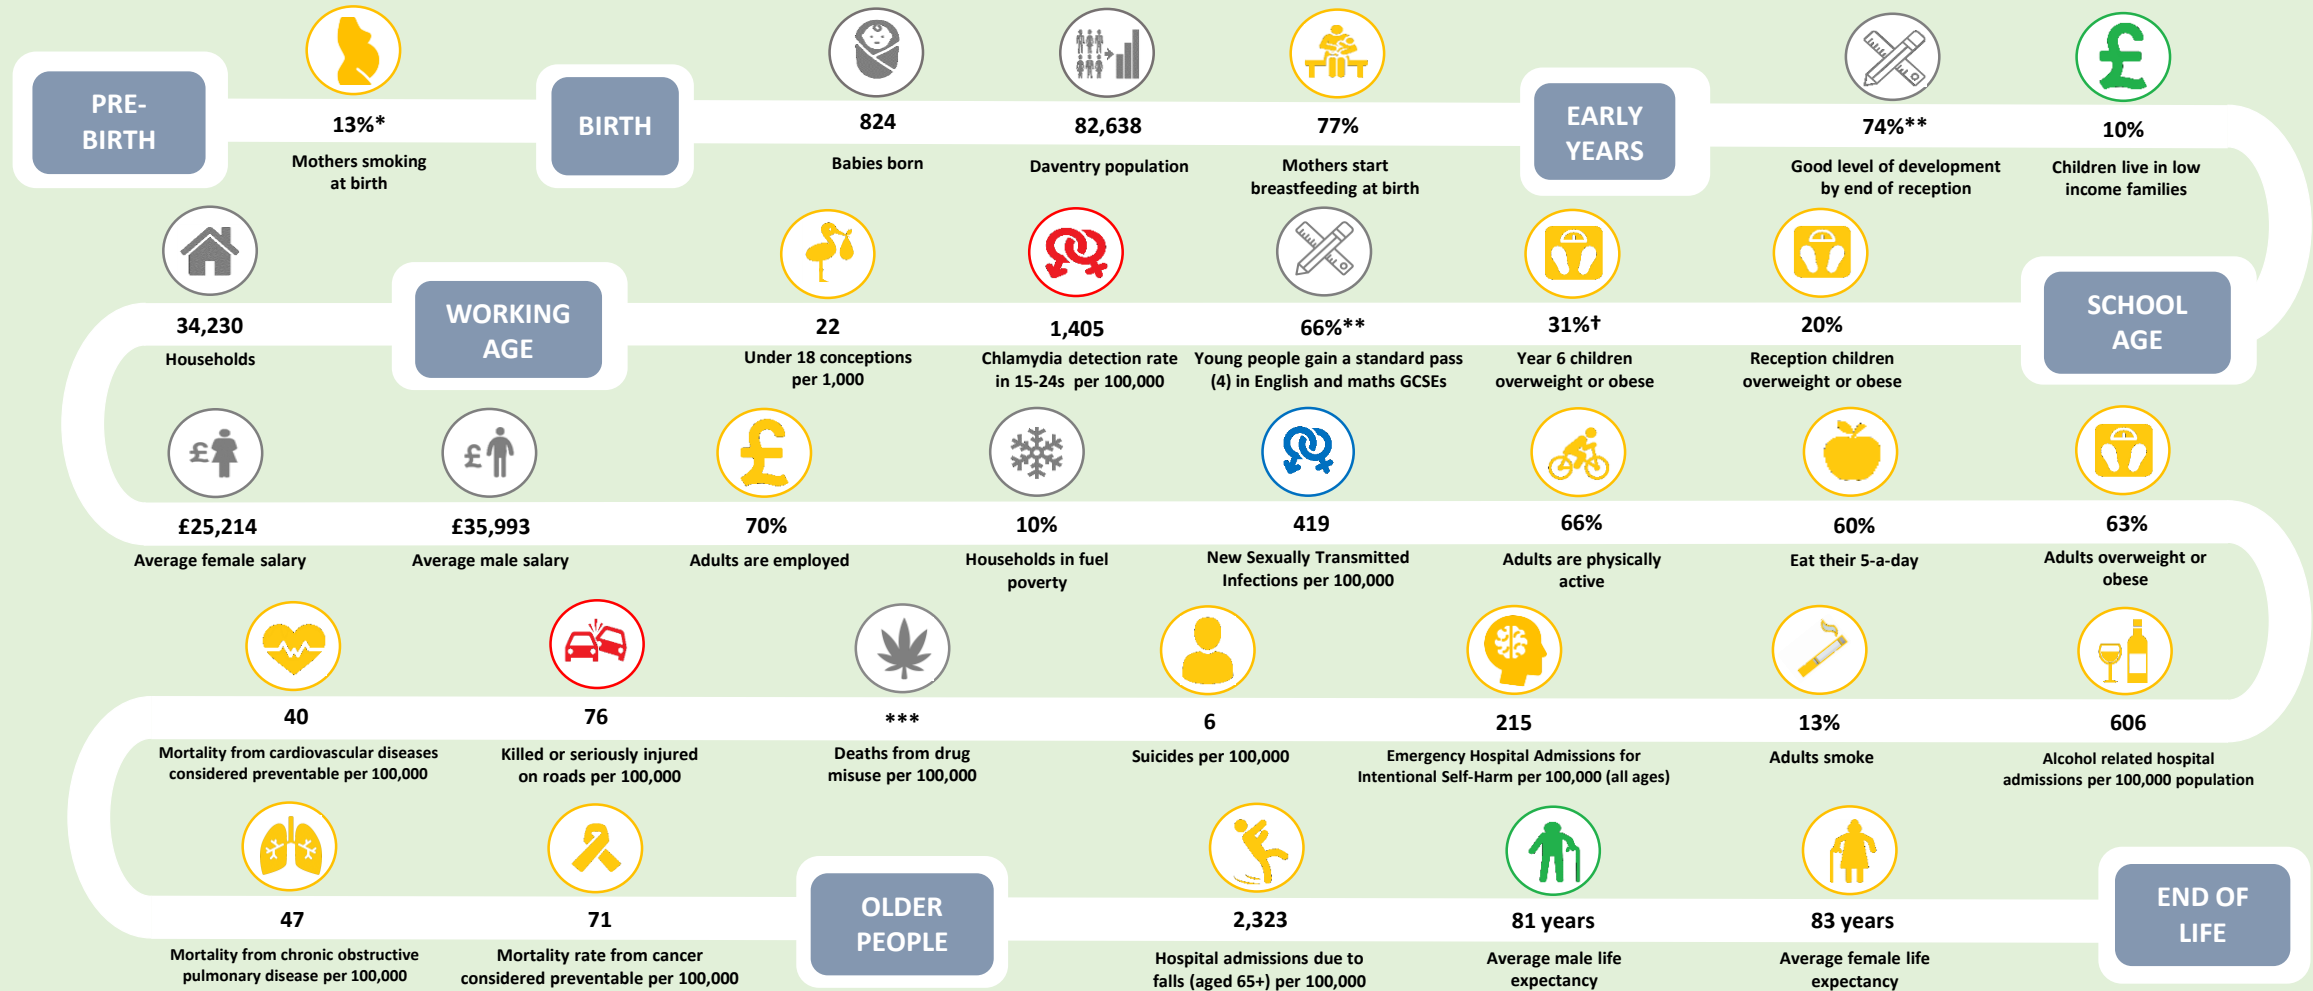 PRE-
BIRTH
13%*
Mothers smoking
at birth
BIRTH
824
Babies born
82,638
Daventry population
77%
Mothers start
breastfeeding at birth
EARLY
YEARS
74%**
Good level of development
by end of reception
£
10%
Children live in low
income families
SCHOOL
AGE
20%
Reception children
overweight or obese
31%†
Year 6 children
overweight or obese
66%**
Young people gain a standard pass
(4) in English and maths GCSEs
1,405
Chlamydia detection rate
in 15-24s per 100,000
22
Under 18 conceptions
per 1,000
WORKING
AGE
34,230
Households
£
£25,214
Average female salary
£
£35,993
Average male salary
£
70%
Adults are employed
10%
Households in fuel
poverty
419
New Sexually Transmitted
Infections per 100,000
66%
Adults are physically
active
60%
Eat their 5-a-day
63%
Adults overweight or
obese
606
Alcohol related hospital
admissions per 100,000 population
13%
Adults smoke
215
Emergency Hospital Admissions for
Intentional Self-Harm per 100,000 (all ages)
6
Suicides per 100,000
***
Deaths from drug
misuse per 100,000
76
Killed or seriously injured
on roads per 100,000
40
Mortality from cardiovascular diseases
considered preventable per 100,000
47
Mortality from chronic obstructive
pulmonary disease per 100,000
71
Mortality rate from cancer
considered preventable per 100,000
OLDER
PEOPLE
2,323
Hospital admissions due to
falls (aged 65+) per 100,000
81 years
Average male life
expectancy
83 years
Average female life
expectancy
END OF
LIFE